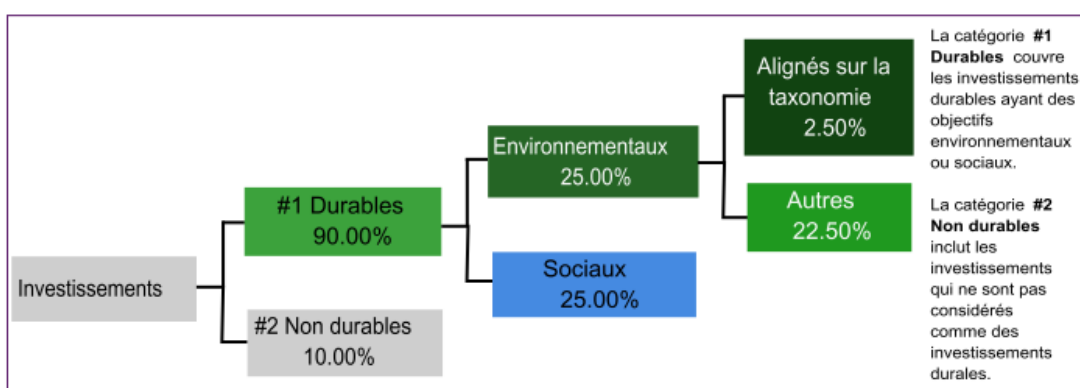 Investissements
#1 Durables
90.00%
#2 Non durables
10.00%
Environnementaux
25.00%
Sociaux
25.00%
Alignés sur la
taxonomie
2.50%
Autres
22.50%
La catégorie #1
Durables couvre
les investissements
durables ayant des
objectifs
environnementaux
ou sociaux.
La catégorie #2
Non durables
inclut les
investissements
qui ne sont pas
considérés
comme des
investissements
durales.